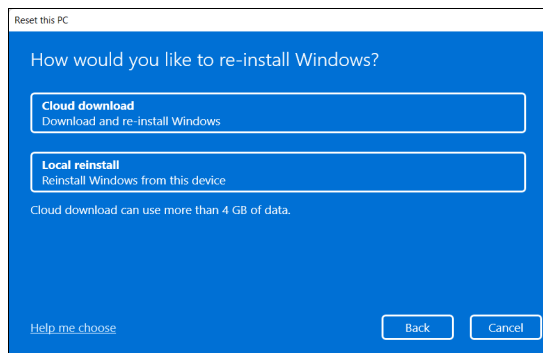 Reset this PC
How would you like to re-install Windows?
Cloud download
Download and re-install Windows
Local reinstall
Reinstall Windows from this device
Cloud download can use more than 4 GB of data.
Help me choose
Back
Cancel